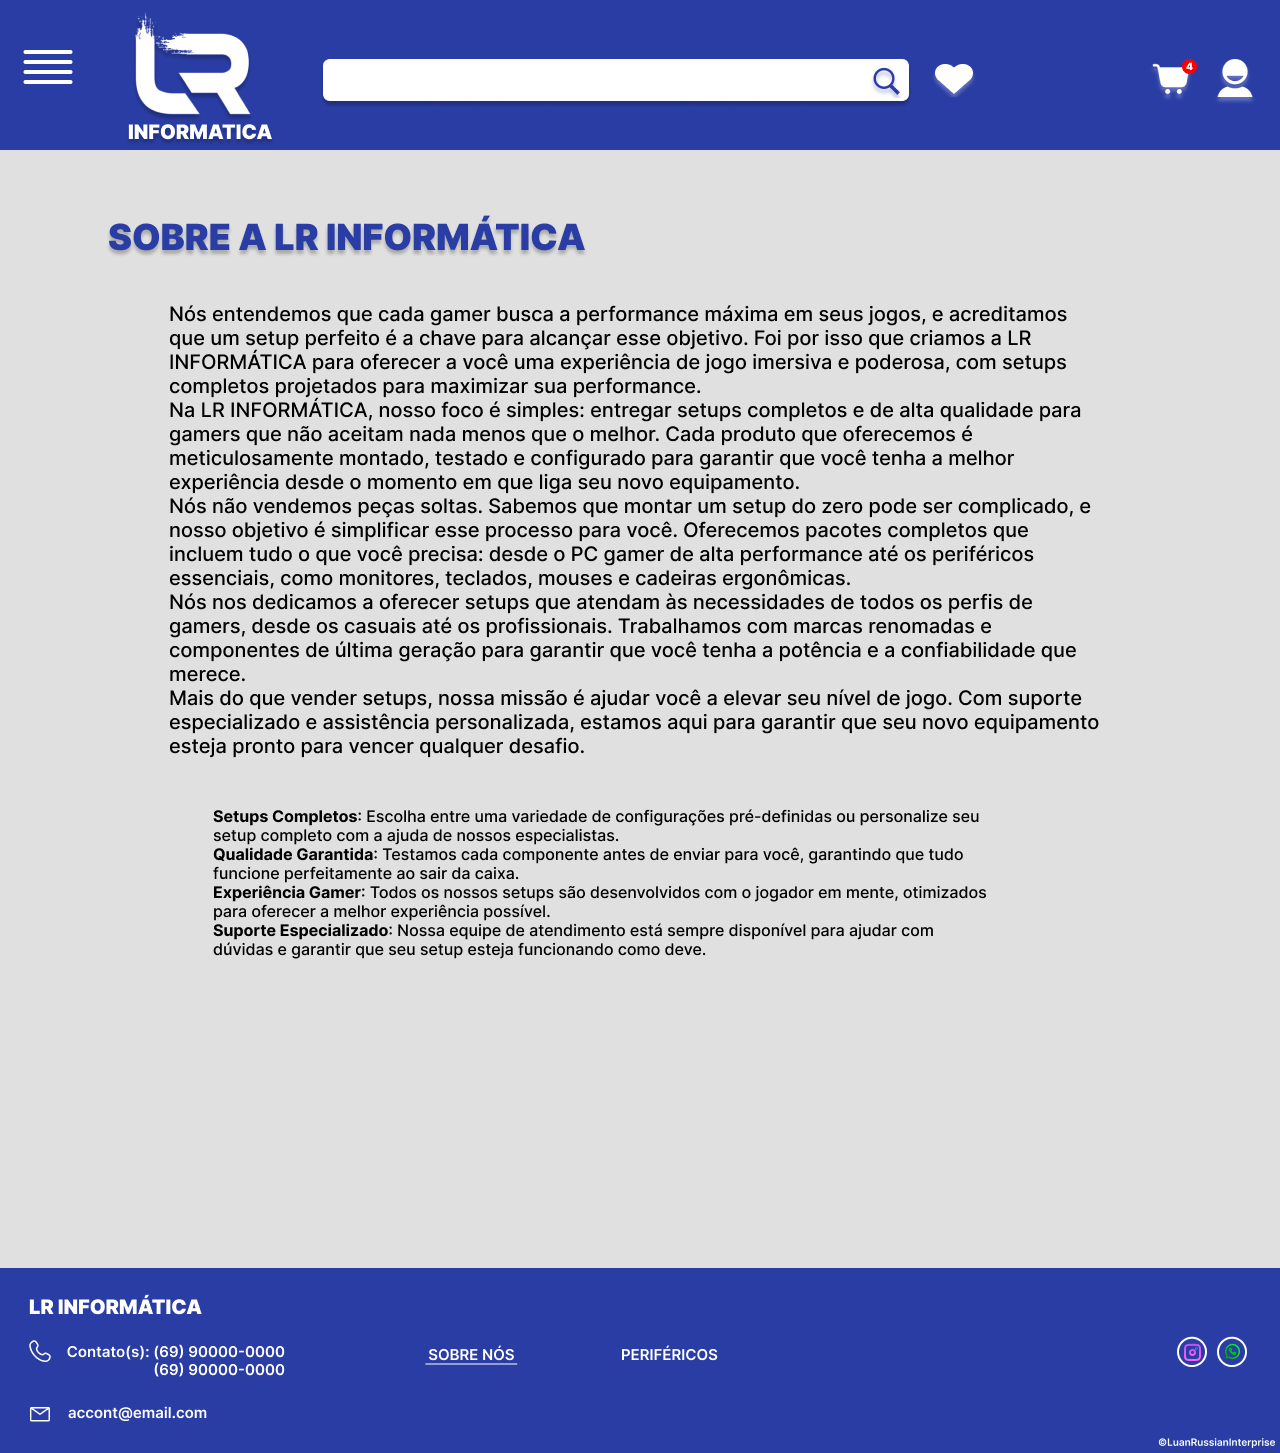 LR
INFORMATICA
4
SOBRE A LR INFORMÁTICA
Nós entendemos que cada gamer busca a performance máxima em seus jogos, e acreditamos
que um setup perfeito é a chave para alcançar esse objetivo. Foi por isso que criamos a LR
INFORMÁTICA para oferecer a você uma experiência de jogo imersiva e poderosa, com setups
completos projetados para maximizar sua performance.
Na LR INFORMÁTICA, nosso foco é simples: entregar setups completos e de alta qualidade para
gamers que não aceitam nada menos que o melhor. Cada produto que oferecemos é
meticulosamente montado, testado e configurado para garantir que você tenha a melhor
experiência desde o momento em que liga seu novo equipamento.
Nós não vendemos peças soltas. Sabemos que montar um setup do zero pode ser complicado, e
nosso objetivo é simplificar esse processo para você. Oferecemos pacotes completos que
incluem tudo o que você precisa: desde o PC gamer de alta performance até os periféricos
essenciais, como monitores, teclados, mouses e cadeiras ergonômicas.
Nós nos dedicamos a oferecer setups que atendam às necessidades de todos os perfis de
gamers, desde os casuais até os profissionais. Trabalhamos com marcas renomadas e
componentes de última geração para garantir que você tenha a potência e a confiabilidade que
merece.
Mais do que vender setups, nossa missão é ajudar você a elevar seu nível de jogo. Com suporte
especializado e assistência personalizada, estamos aqui para garantir que seu novo equipamento
esteja pronto para vencer qualquer desafio.
Setups Completos: Escolha entre uma variedade de configurações pré-definidas ou personalize seu
setup completo com a ajuda de nossos especialistas.
Qualidade Garantida: Testamos cada componente antes de enviar para você, garantindo que tudo
funcione perfeitamente ao sair da caixa.
Experiência Gamer: Todos os nossos setups são desenvolvidos com o jogador em mente, otimizados
para oferecer a melhor experiência possível.
Suporte Especializado: Nossa equipe de atendimento está sempre disponível para ajudar com
dúvidas e garantir que seu setup esteja funcionando como deve.
LR INFORMÁTICA
Contato(s): (69) 90000-0000
(69) 90000-0000
SOBRE NÓS
PERIFÉRICOS
accont@email.com
©LuanRussianInterprise